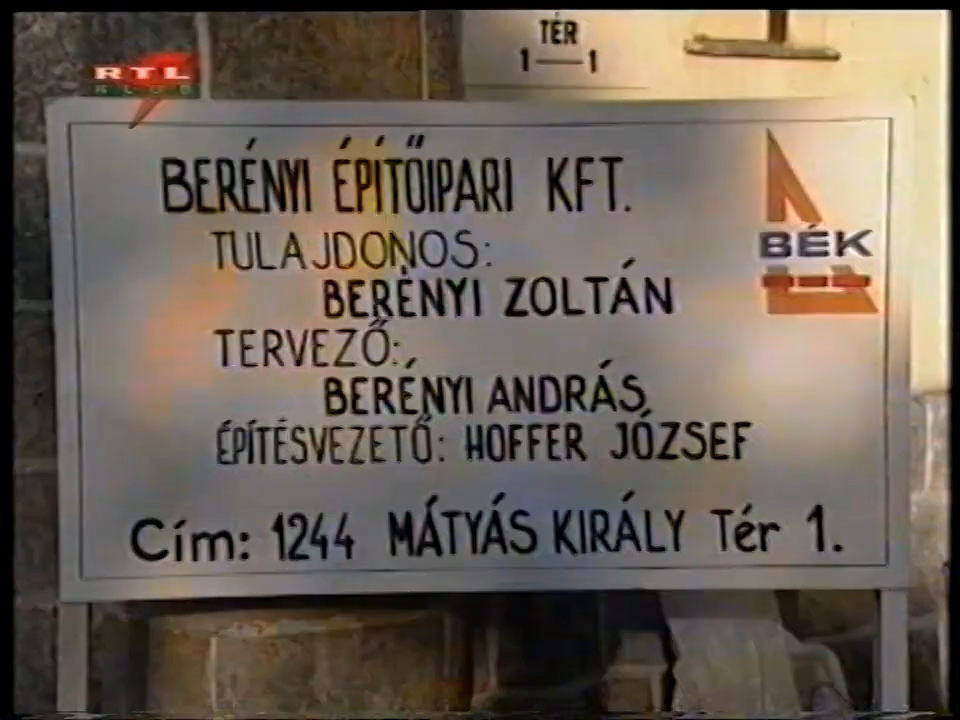 RTL
KLUB
TÉR
1—1
BERÉNYI ÉPÍTŐIPARI KFT.
BÉK
TULAJDONOS:
BERÉNYI ZOLTÁN
TERVEZŐ:
BERÉNYI ANDRÁS
ÉPÍTÉSVEZETŐ: HOFFER JÓZSEF
Cím: 1244 MÁTYÁS KIRÁLY Tér 1.